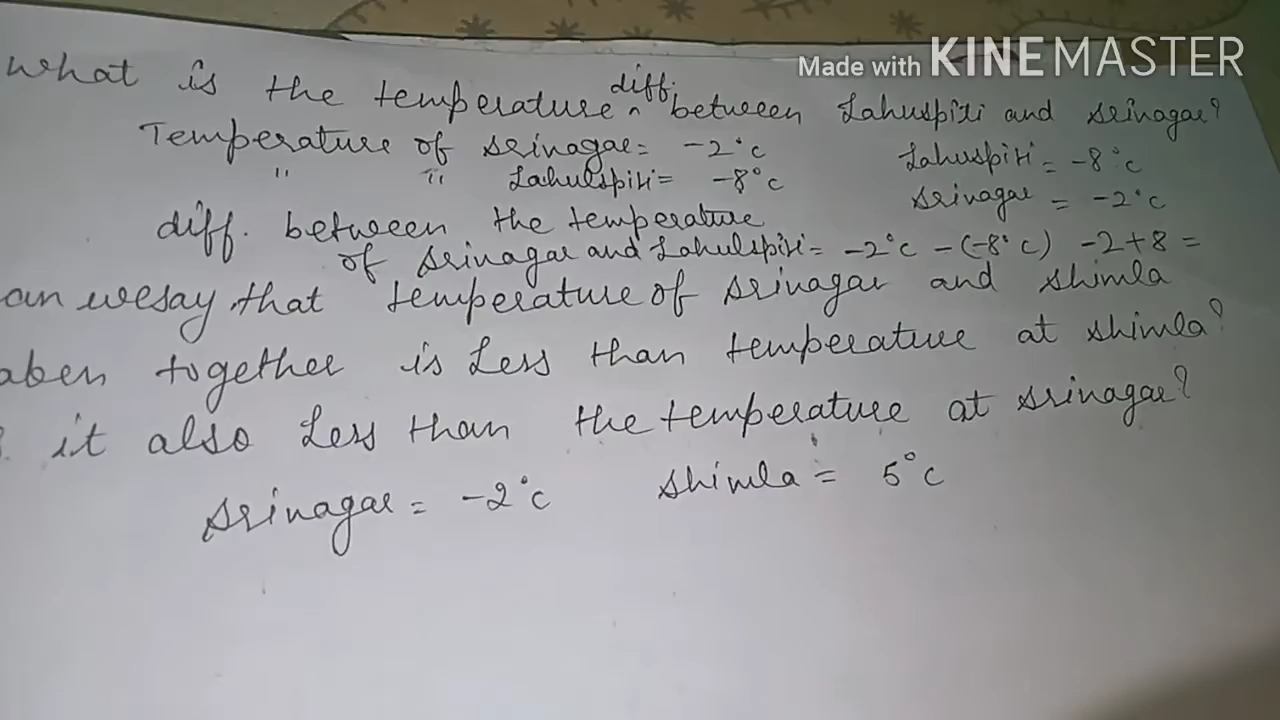 Made with KINEMASTER
what is the temperature ^ diff. between Lahuspiti and srinagar?
Temperature of srinagar = -2°c Lahuspiti = -8°c
" " Lahulspiti = -8°c srinagar = -2°c
diff. between the temperature
of srinagar and Lahulspiti = -2°c - (-8°c) -2+8 =
an we say that temperature of srinagar and shimla
aken together is Less than temperature at shimla?
it also Less than the temperature at srinagar?
srinagar = -2°c shimla = 5°c